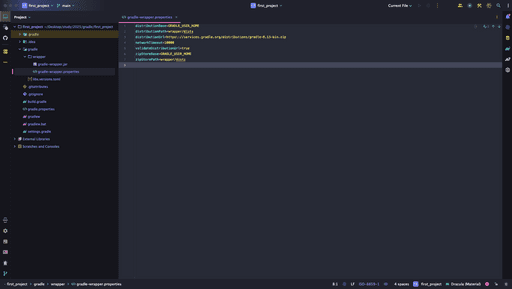 first_project
main
first_project
Current File
Project
gradle-wrapper.properties
first_project ~/Desktop/study/2023/gradle/first_project
.gradle
.idea
gradle
wrapper
gradle-wrapper.jar
gradle-wrapper.properties
libs.versions.toml
.gitattributes
.gitignore
build.gradle
gradle.properties
gradlew
gradlew.bat
settings.gradle
External Libraries
Scratches and Consoles
distributionBase=GRADLE_USER_HOME
distributionPath=wrapper/dists
distributionUrl=https\://services.gradle.org/distributions/gradle-8.13-bin.zip
networkTimeout=10000
validateDistributionUrl=true
zipStoreBase=GRADLE_USER_HOME
zipStorePath=wrapper/dists
first_project > gradle > wrapper > gradle-wrapper.properties
8:1
LF
ISO-8859-1
4 spaces
first_project
Dracula (Material)